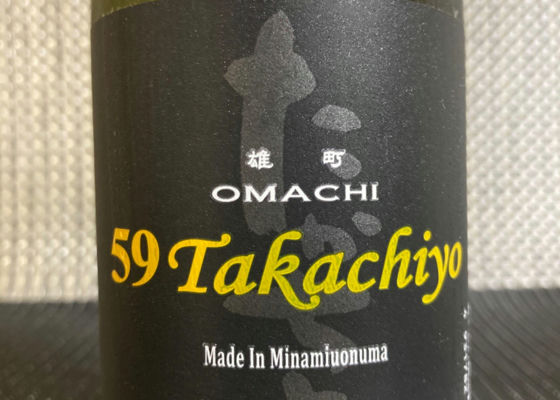 雄町
OMACHI
59 Takachiyo
Made In Minamiuonuma